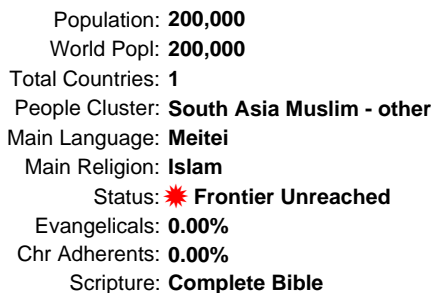 Population: 200,000
World Popl: 200,000
Total Countries: 1
People Cluster: South Asia Muslim - other
Main Language: Meitei
Main Religion: Islam
Status: Frontier Unreached
Evangelicals: 0.00%
Chr Adherents: 0.00%
Scripture: Complete Bible